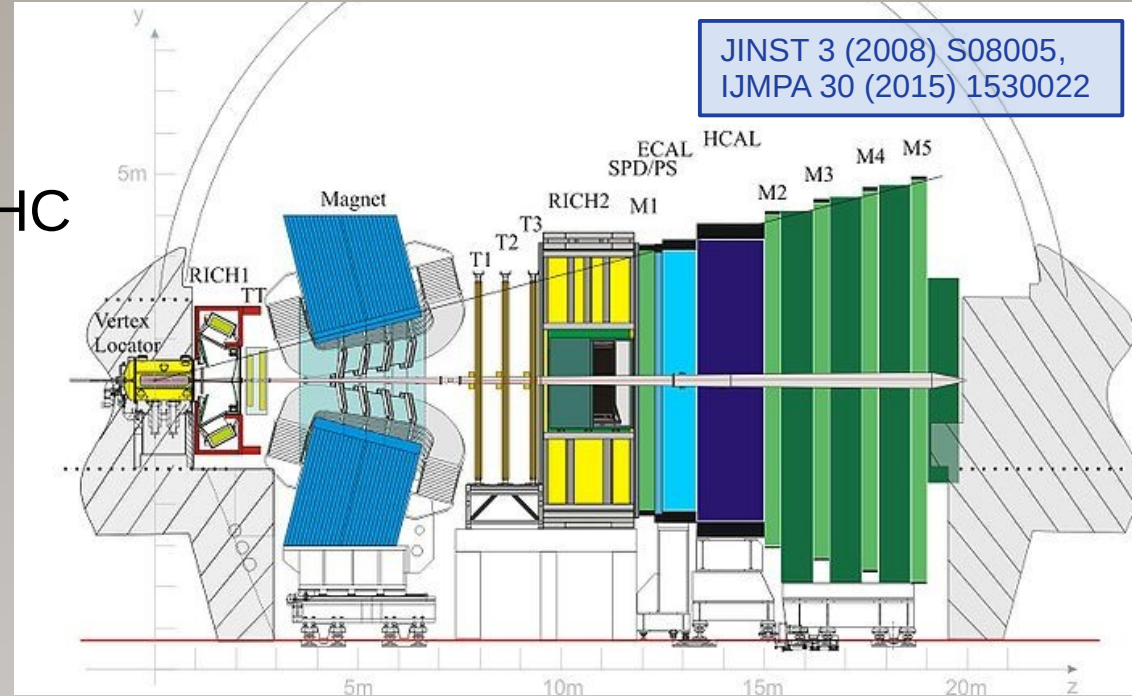 y
JINST 3 (2008) S08005,
IJMPA 30 (2015) 1530022
HCAL
ECAL
SPD/PS
M5
M4
M3
M2
5m
HC
Magnet
RICH2
M1
T3
T2
T1
RICH1
TT
Vertex
Locator
5m
10m
15m
20m
z